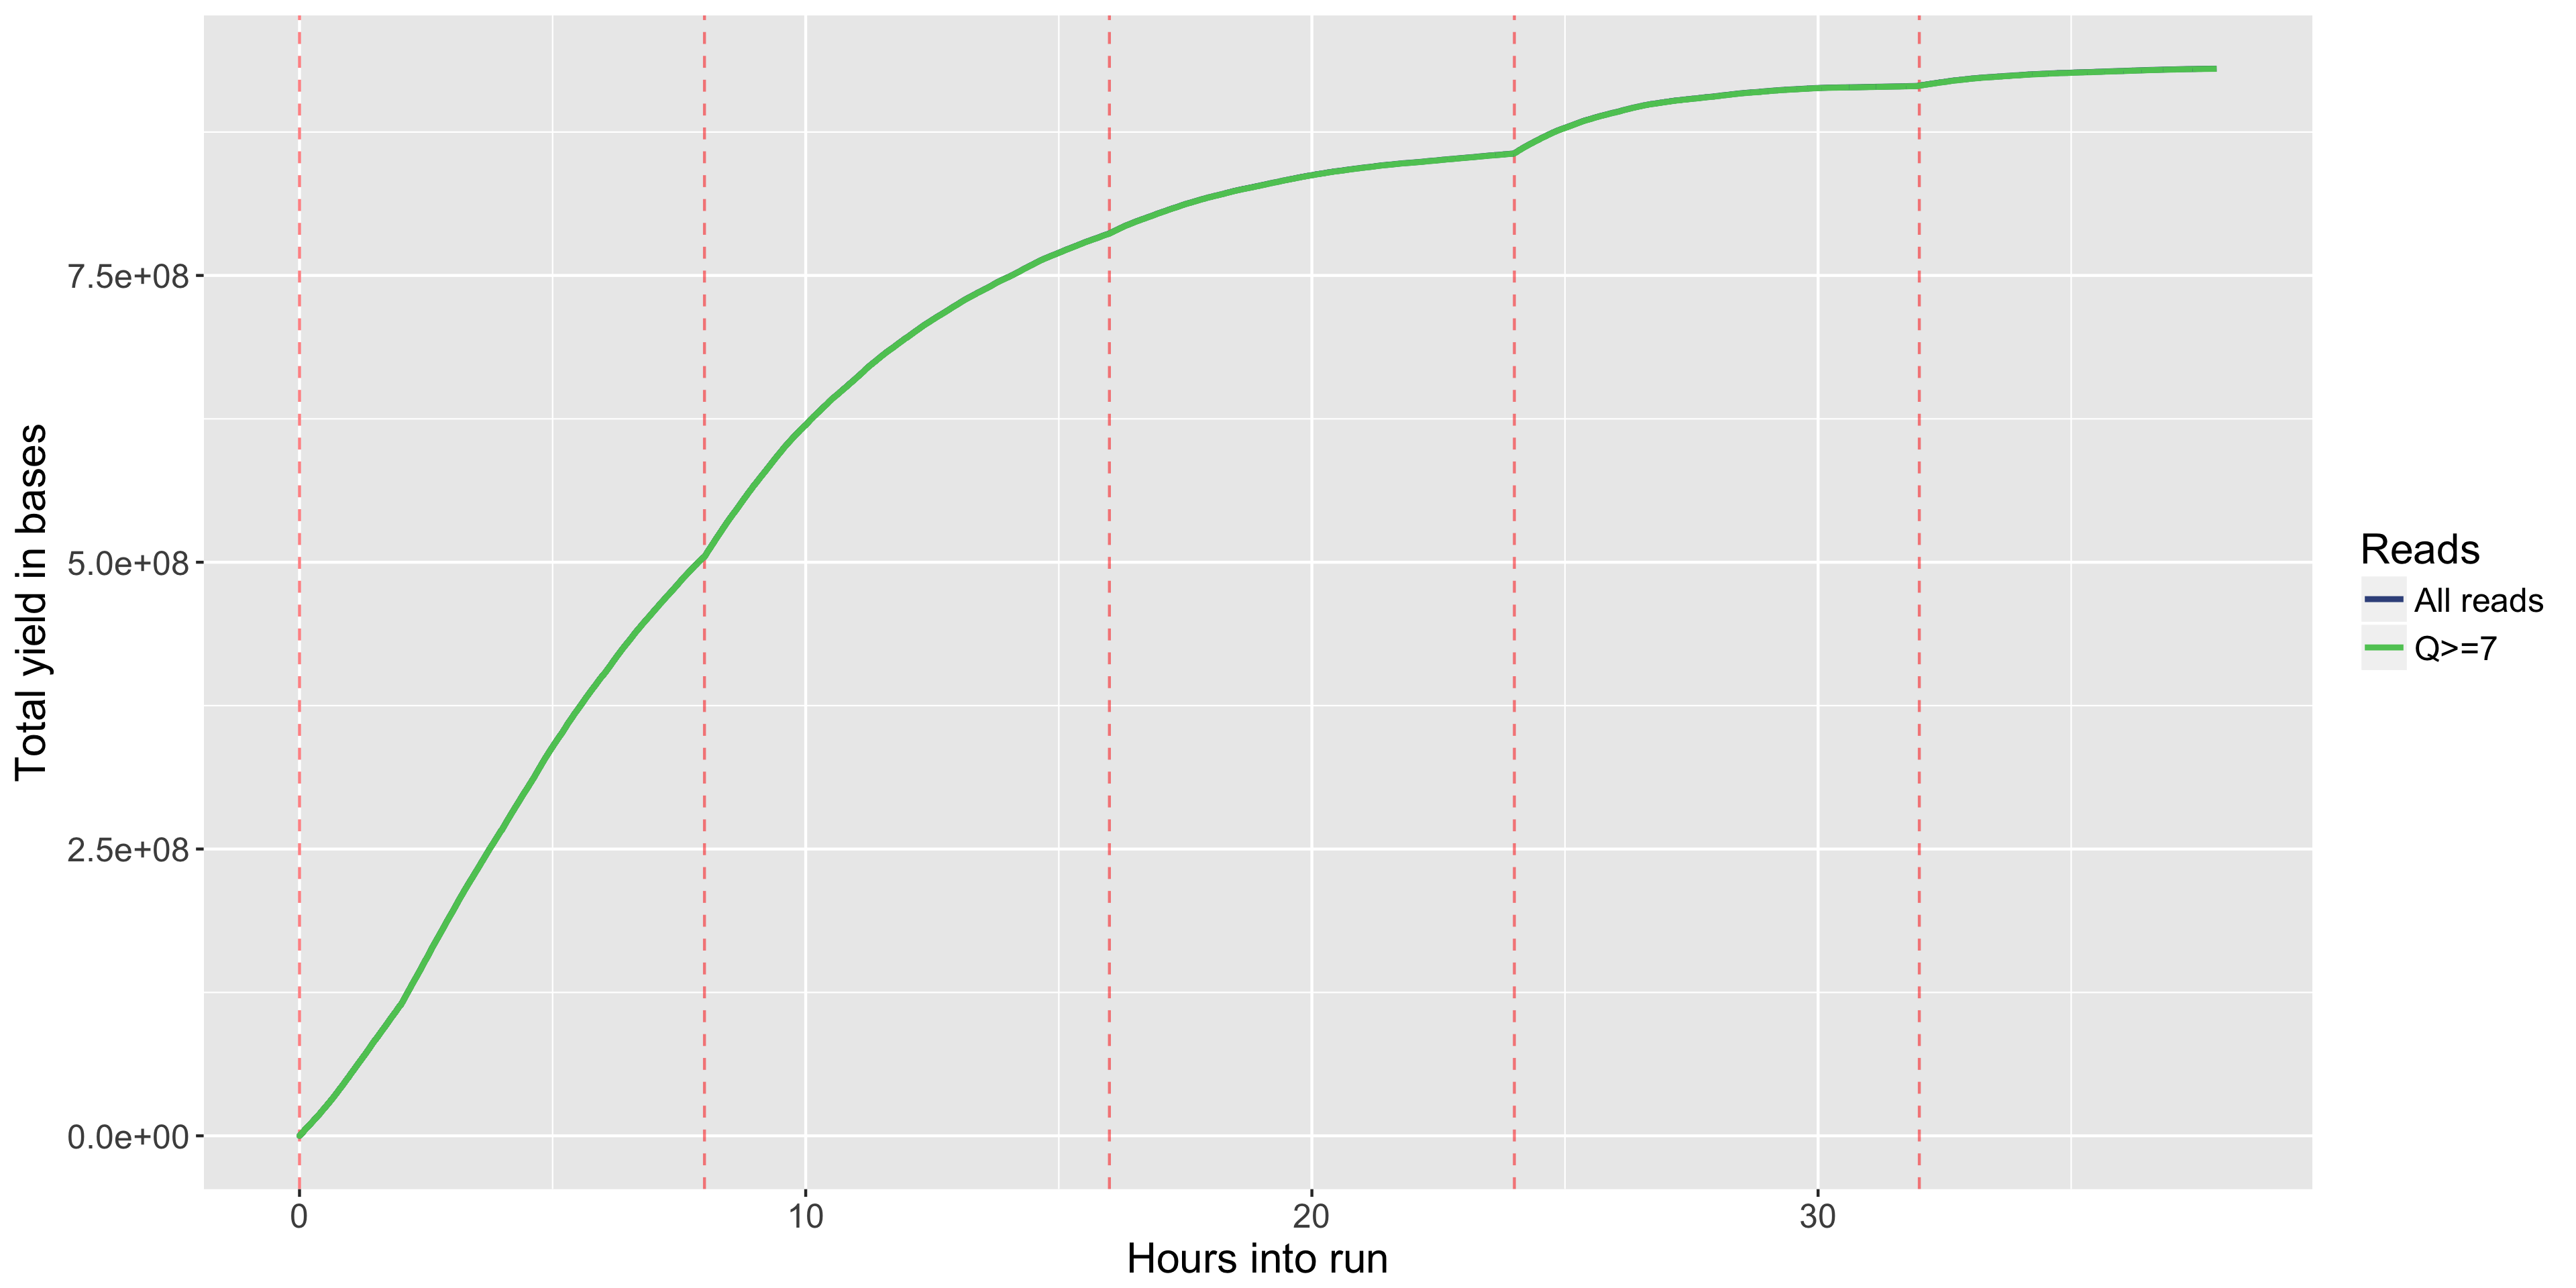 Total yield in bases
7.5e+08
5.0e+08
2.5e+08
0.0e+00
0
10
20
30
Hours into run
Reads
All reads
Q>=7